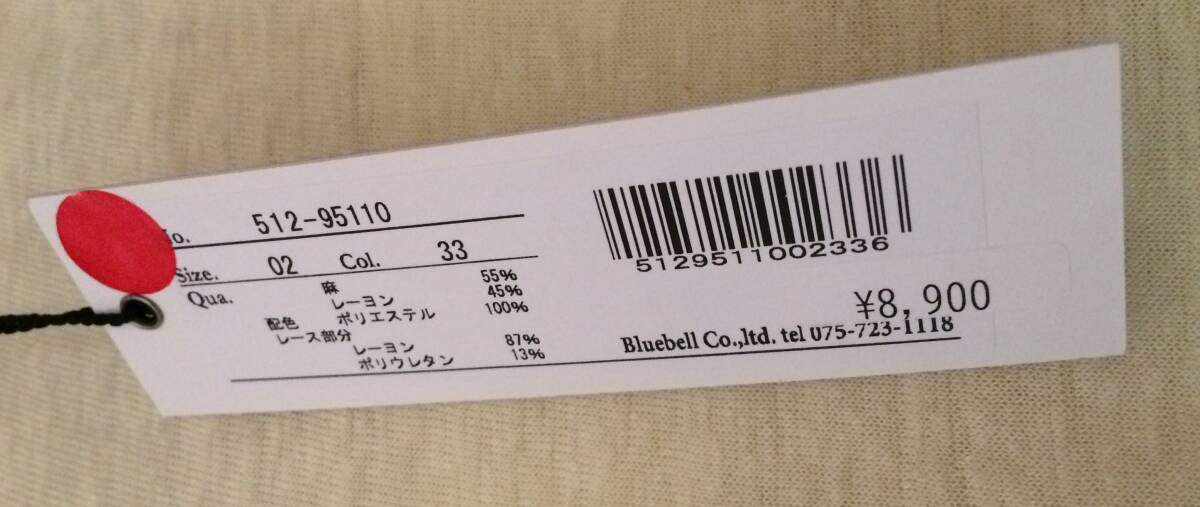 No. 512-95110
Size. 02 Col. 33
Qua. 麻 55%
レーヨン 45%
配色 ポリエステル 100%
レース部分
レーヨン 87%
ポリウレタン 13%
5129511002336
¥8,900
Bluebell Co.,ltd. tel 075-723-1118